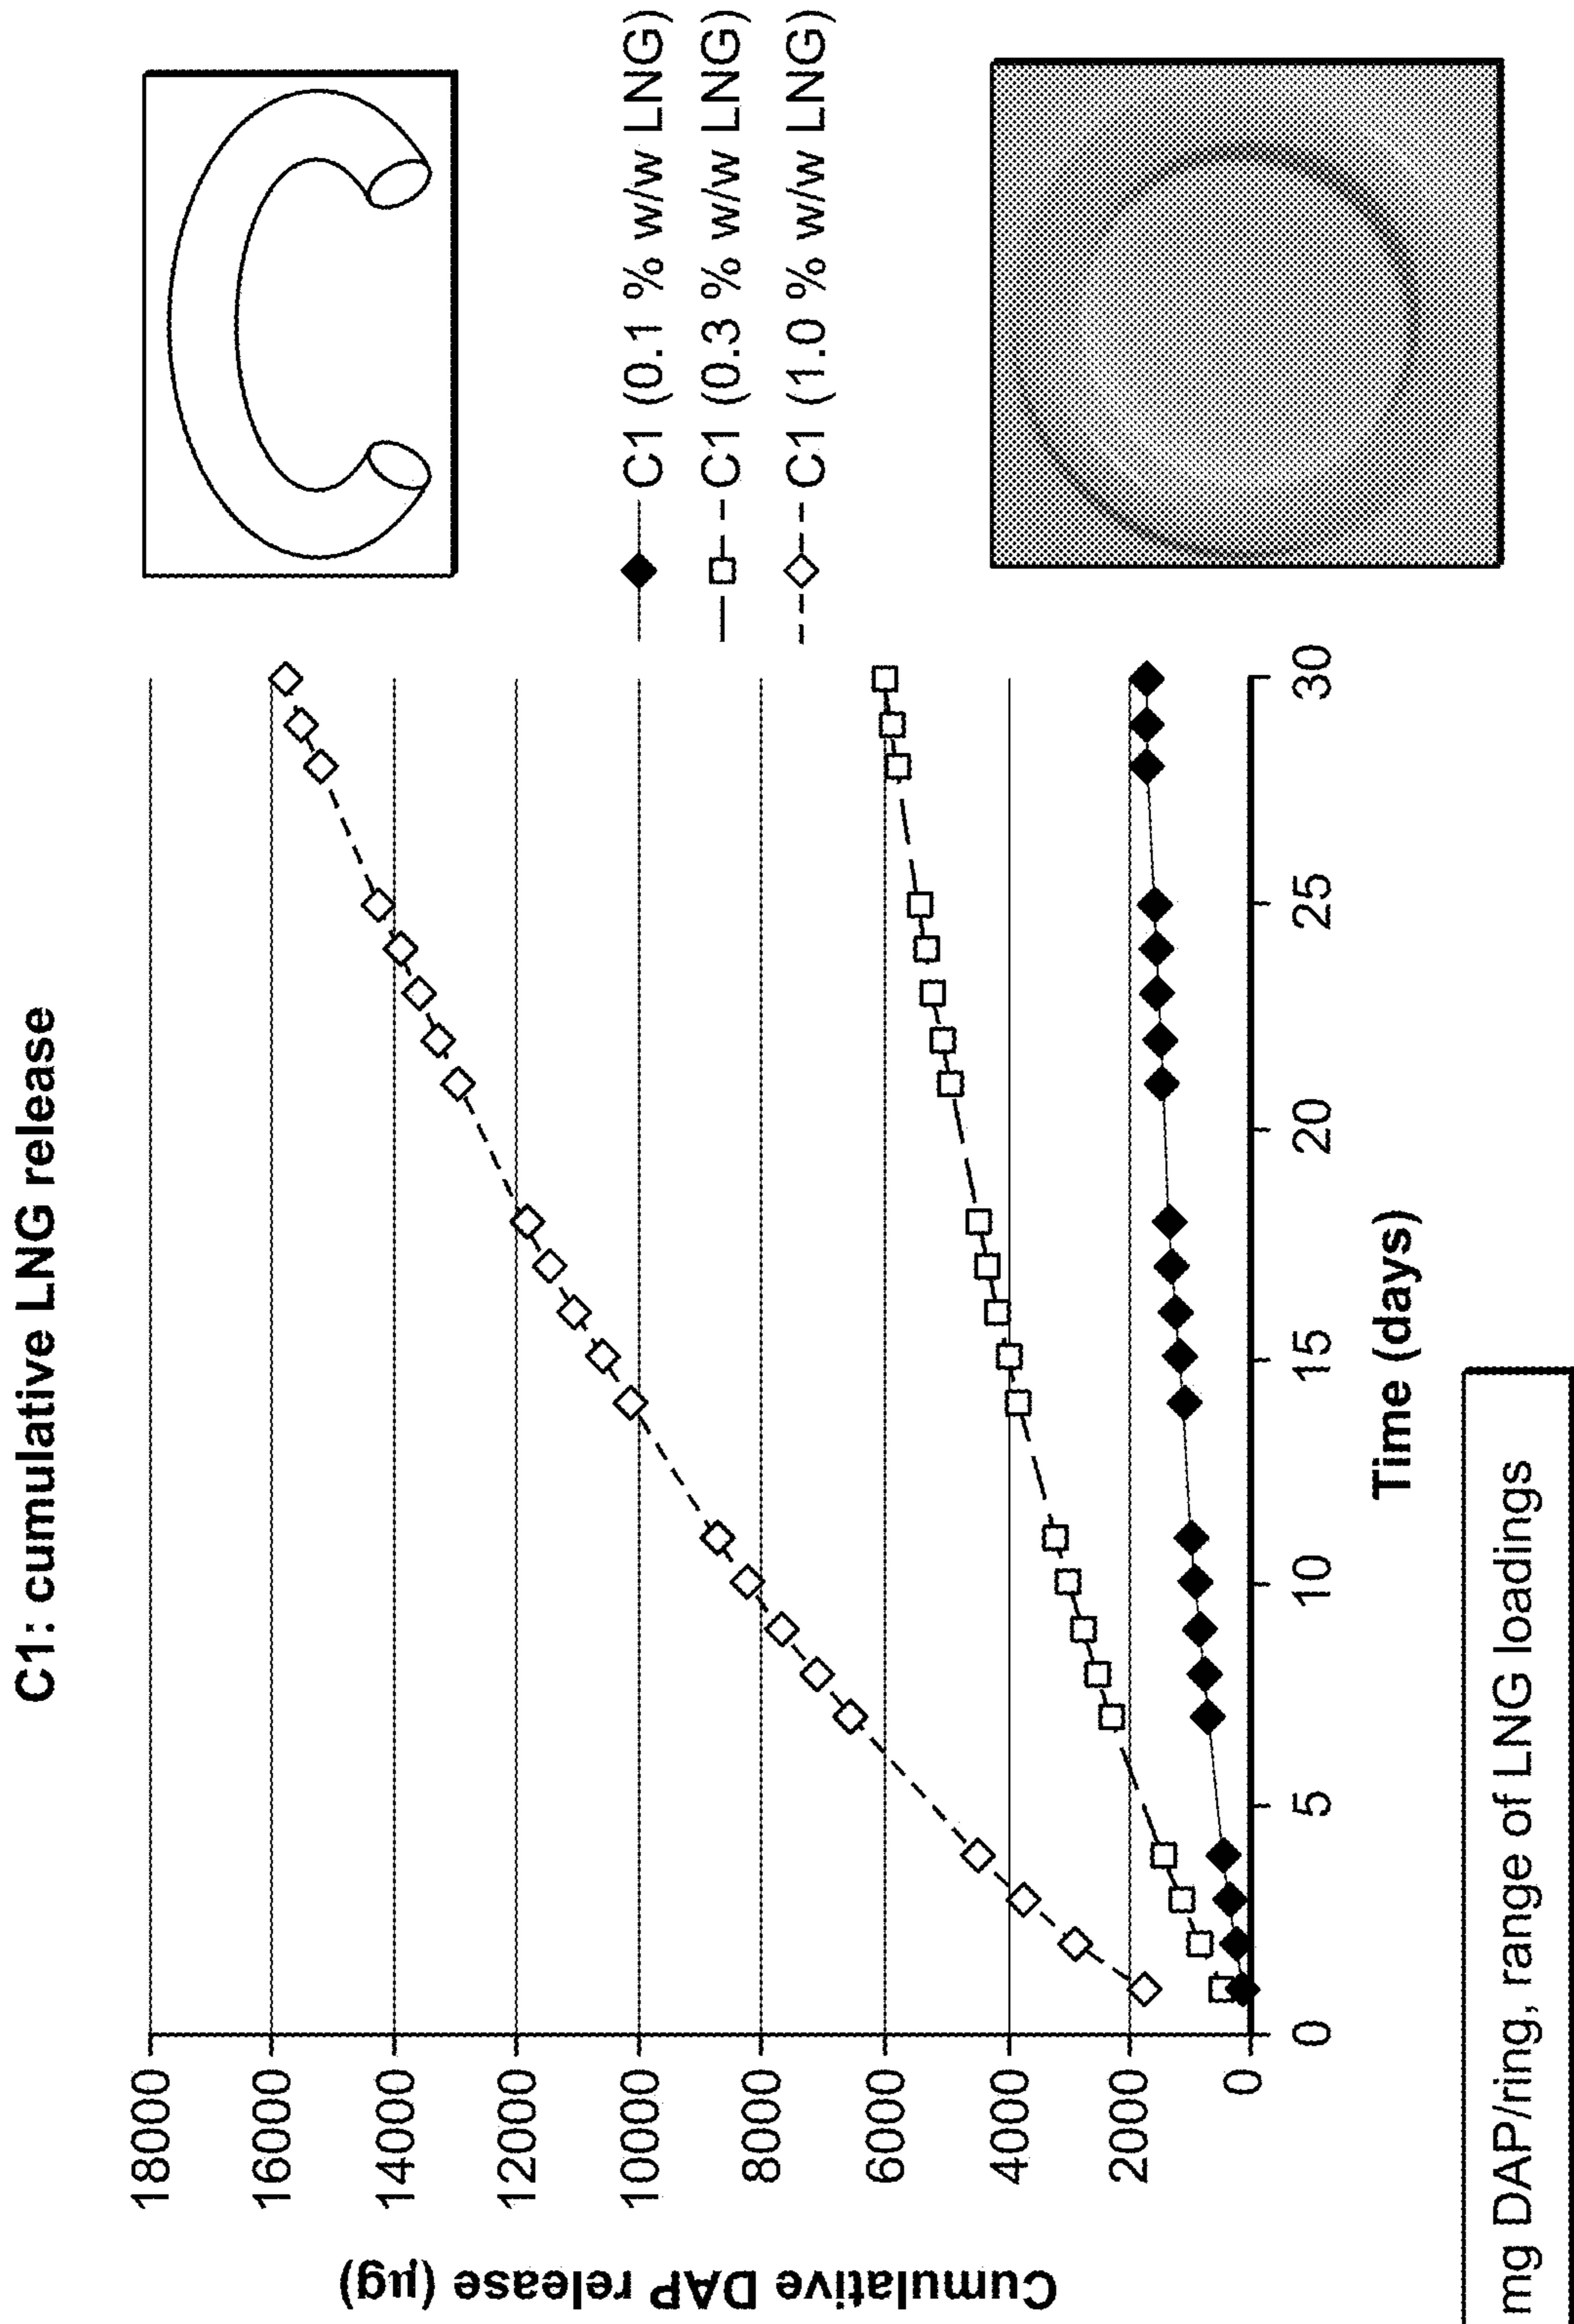 C1: cumulative LNG release
Cumulative DAP release (µg)
18000
16000
14000
12000
10000
8000
6000
4000
2000
0
0 5 10 15 20 25 30
Time (days)
C1 (0.1 % w/w LNG)
C1 (0.3 % w/w LNG)
C1 (1.0 % w/w LNG)
mg DAP/ring, range of LNG loadings